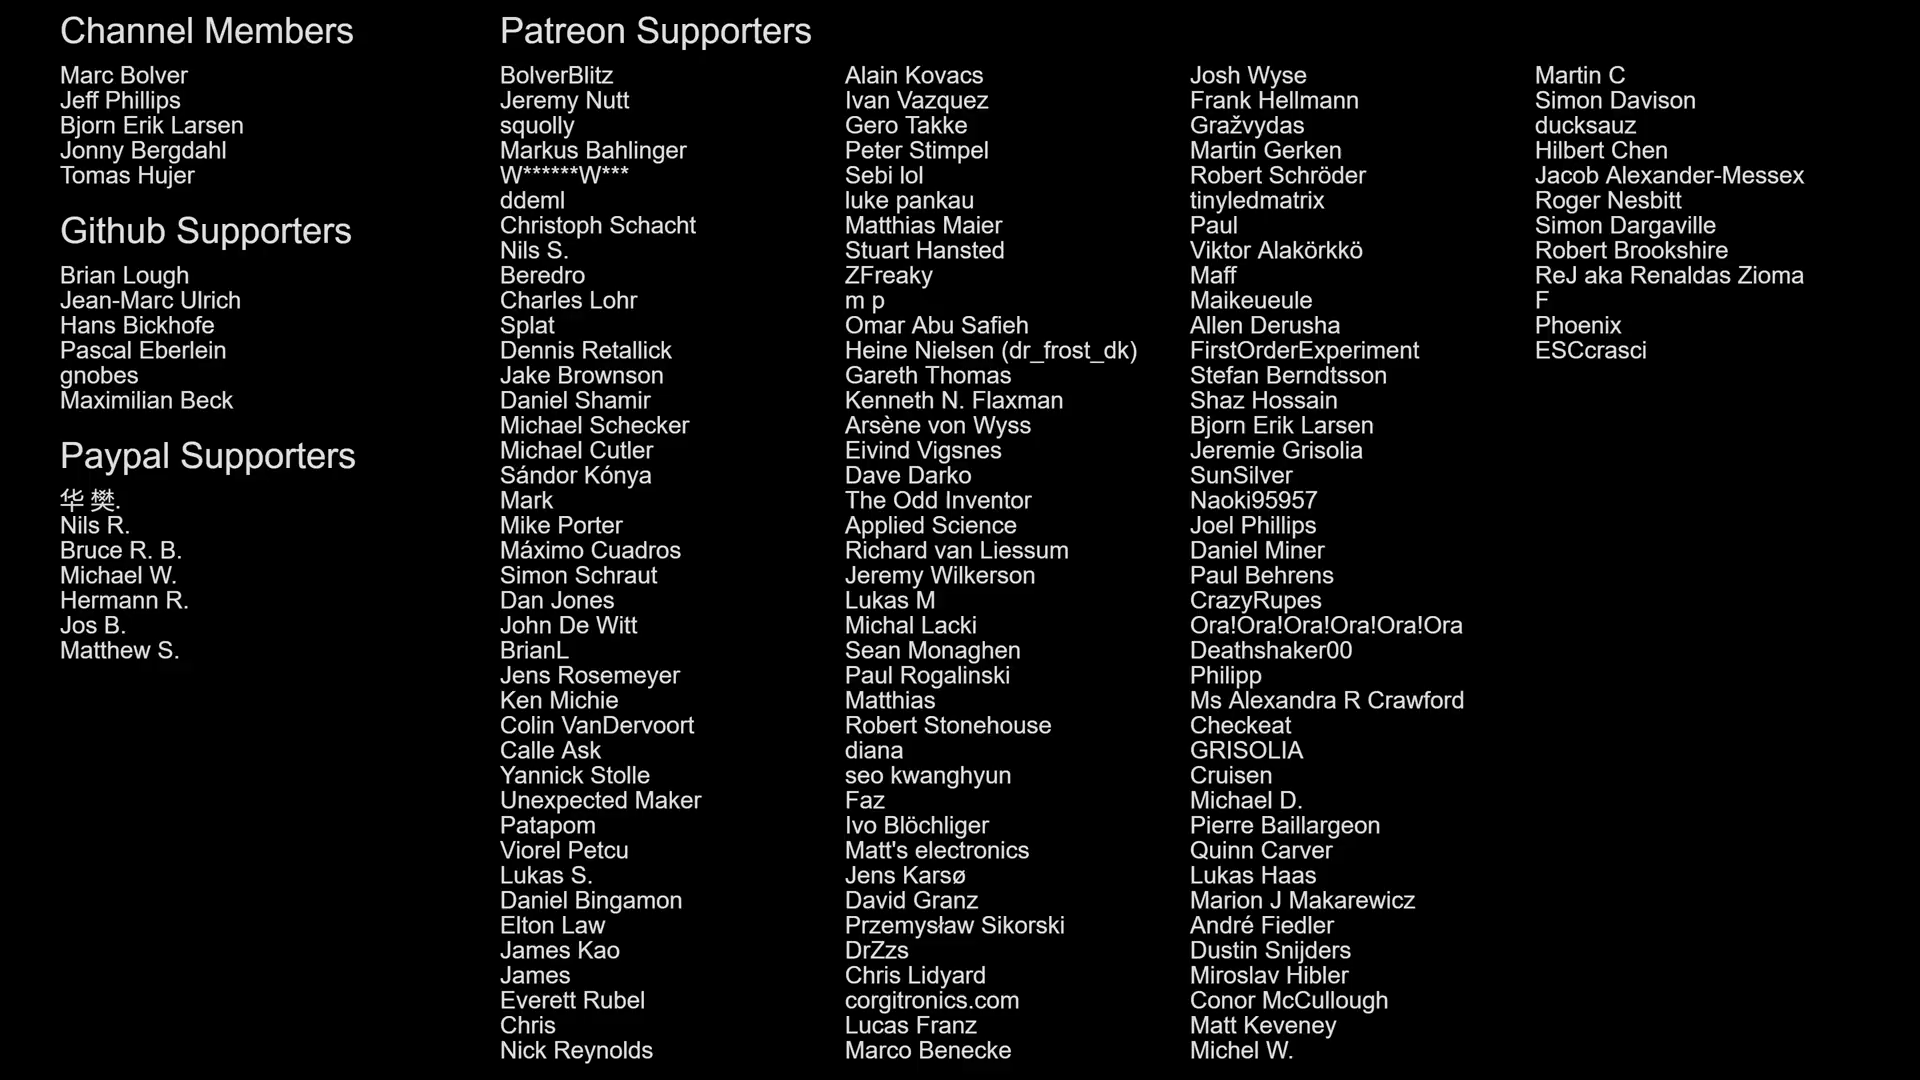 Channel Members
Marc Bolver
Jeff Phillips
Bjorn Erik Larsen
Jonny Bergdahl
Tomas Hujer
Github Supporters
Brian Lough
Jean-Marc Ulrich
Hans Bickhofe
Pascal Eberlein
gnobes
Maximilian Beck
Paypal Supporters
华 樊.
Nils R.
Bruce R. B.
Michael W.
Hermann R.
Jos B.
Matthew S.
Patreon Supporters
BolverBlitz
Jeremy Nutt
squolly
Markus Bahlinger
W******W***
ddeml
Christoph Schacht
Nils S.
Beredro
Charles Lohr
Splat
Dennis Retallick
Jake Brownson
Daniel Shamir
Michael Schecker
Michael Cutler
Sándor Kónya
Mark
Mike Porter
Máximo Cuadros
Simon Schraut
Dan Jones
John De Witt
BrianL
Jens Rosemeyer
Ken Michie
Colin VanDervoort
Calle Ask
Yannick Stolle
Unexpected Maker
Patapom
Viorel Petcu
Lukas S.
Daniel Bingamon
Elton Law
James Kao
James
Everett Rubel
Chris
Nick Reynolds
Alain Kovacs
Ivan Vazquez
Gero Takke
Peter Stimpel
Sebi lol
luke pankau
Matthias Maier
Stuart Hansted
ZFreaky
m p
Omar Abu Safieh
Heine Nielsen (dr_frost_dk)
Gareth Thomas
Kenneth N. Flaxman
Arsène von Wyss
Eivind Vigsnes
Dave Darko
The Odd Inventor
Applied Science
Richard van Liessum
Jeremy Wilkerson
Lukas M
Michal Lacki
Sean Monaghen
Paul Rogalinski
Matthias
Robert Stonehouse
diana
seo kwanghyun
Faz
Ivo Blöchliger
Matt's electronics
Jens Karsø
David Granz
Przemysław Sikorski
DrZzs
Chris Lidyard
corgitronics.com
Lucas Franz
Marco Benecke
Josh Wyse
Frank Hellmann
Gražvydas
Martin Gerken
Robert Schröder
tinyledmatrix
Paul
Viktor Alakörkkö
Maff
Maikeueule
Allen Derusha
FirstOrderExperiment
Stefan Berndtsson
Shaz Hossain
Bjorn Erik Larsen
Jeremie Grisolia
SunSilver
Naoki95957
Joel Phillips
Daniel Miner
Paul Behrens
CrazyRupes
Ora!Ora!Ora!Ora!Ora!Ora
Deathshaker00
Philipp
Ms Alexandra R Crawford
Checkeat
GRISOLIA
Cruisen
Michael D.
Pierre Baillargeon
Quinn Carver
Lukas Haas
Marion J Makarewicz
André Fiedler
Dustin Snijders
Miroslav Hibler
Conor McCullough
Matt Keveney
Michel W.
Martin C
Simon Davison
ducksauz
Hilbert Chen
Jacob Alexander-Messex
Roger Nesbitt
Simon Dargaville
Robert Brookshire
ReJ aka Renaldas Zioma
F
Phoenix
ESCcrasci